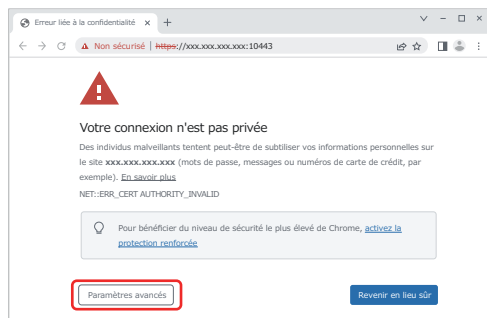 Erreur liée à la confidentialité
Non sécurisé | https://xxx.xxx.xxx.xxx:10443
Votre connexion n'est pas privée
Des individus malveillants tentent peut-être de subtiliser vos informations personnelles sur
le site xxx.xxx.xxx.xxx (mots de passe, messages ou numéros de carte de crédit, par
exemple). En savoir plus
NET::ERR_CERT AUTHORITY_INVALID
Pour bénéficier du niveau de sécurité le plus élevé de Chrome, activez la
protection renforcée
Paramètres avancés
Revenir en lieu sûr